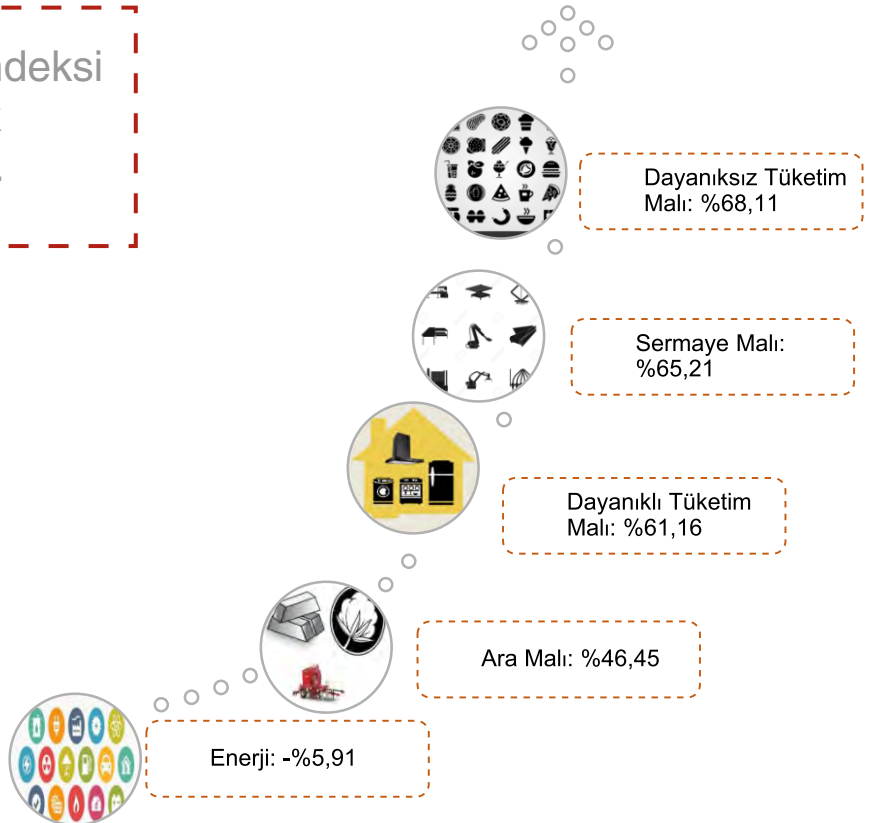 Dayanıksız Tüketim
Malı: %68,11
Sermaye Malı:
%65,21
Dayanıklı Tüketim
Malı: %61,16
Ara Malı: %46,45
Enerji: -%5,91